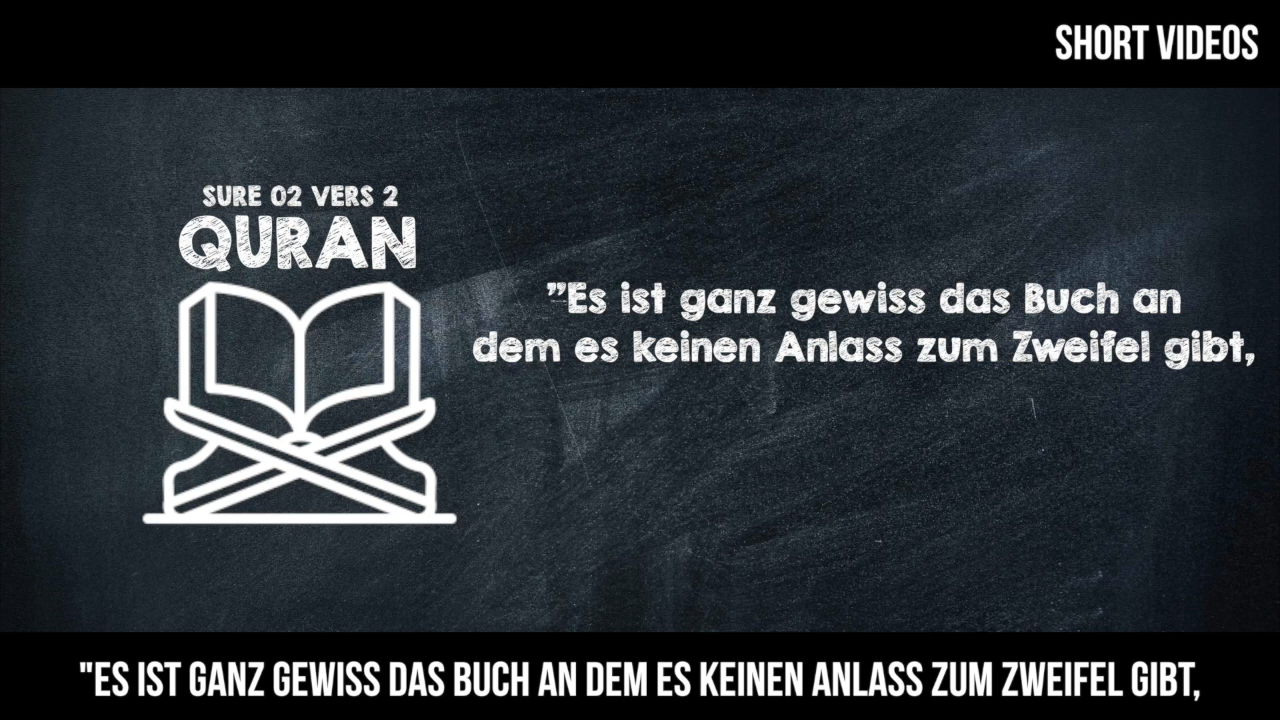 SHORT VIDEOS
SURE 02 VERS 2
QURAN
"Es ist ganz gewiss das Buch an
dem es keinen Anlass zum Zweifel gibt,
"ES IST GANZ GEWISS DAS BUCH AN DEM ES KEINEN ANLASS ZUM ZWEIFEL GIBT,